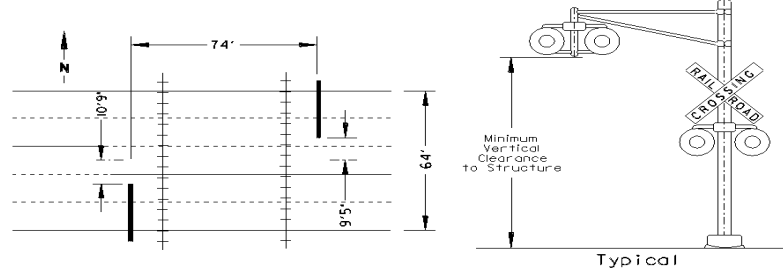 74'
N
10'9"
64'
9'5"
Minimum
Vertical
Clearance
to Structure
RAIL
CROSSING
ROAD
Typical